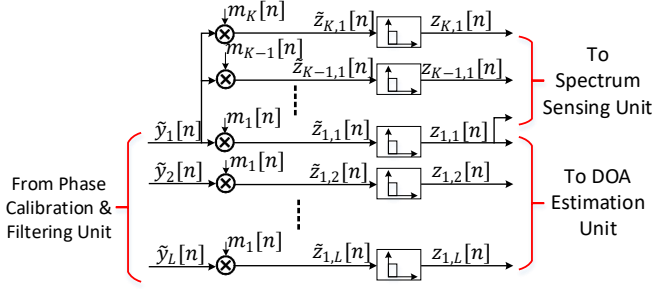 m_K[n] z̃_{K,1}[n] z_{K,1}[n]
m_{K−1}[n] z̃_{K−1,1}[n] z_{K−1,1}[n]
To
Spectrum
Sensing Unit
ỹ_1[n] m_1[n] z̃_{1,1}[n] z_{1,1}[n]
ỹ_2[n] m_1[n] z̃_{1,2}[n] z_{1,2}[n]
From Phase
Calibration &
Filtering Unit
To DOA
Estimation
Unit
ỹ_L[n] m_1[n] z̃_{1,L}[n] z_{1,L}[n]